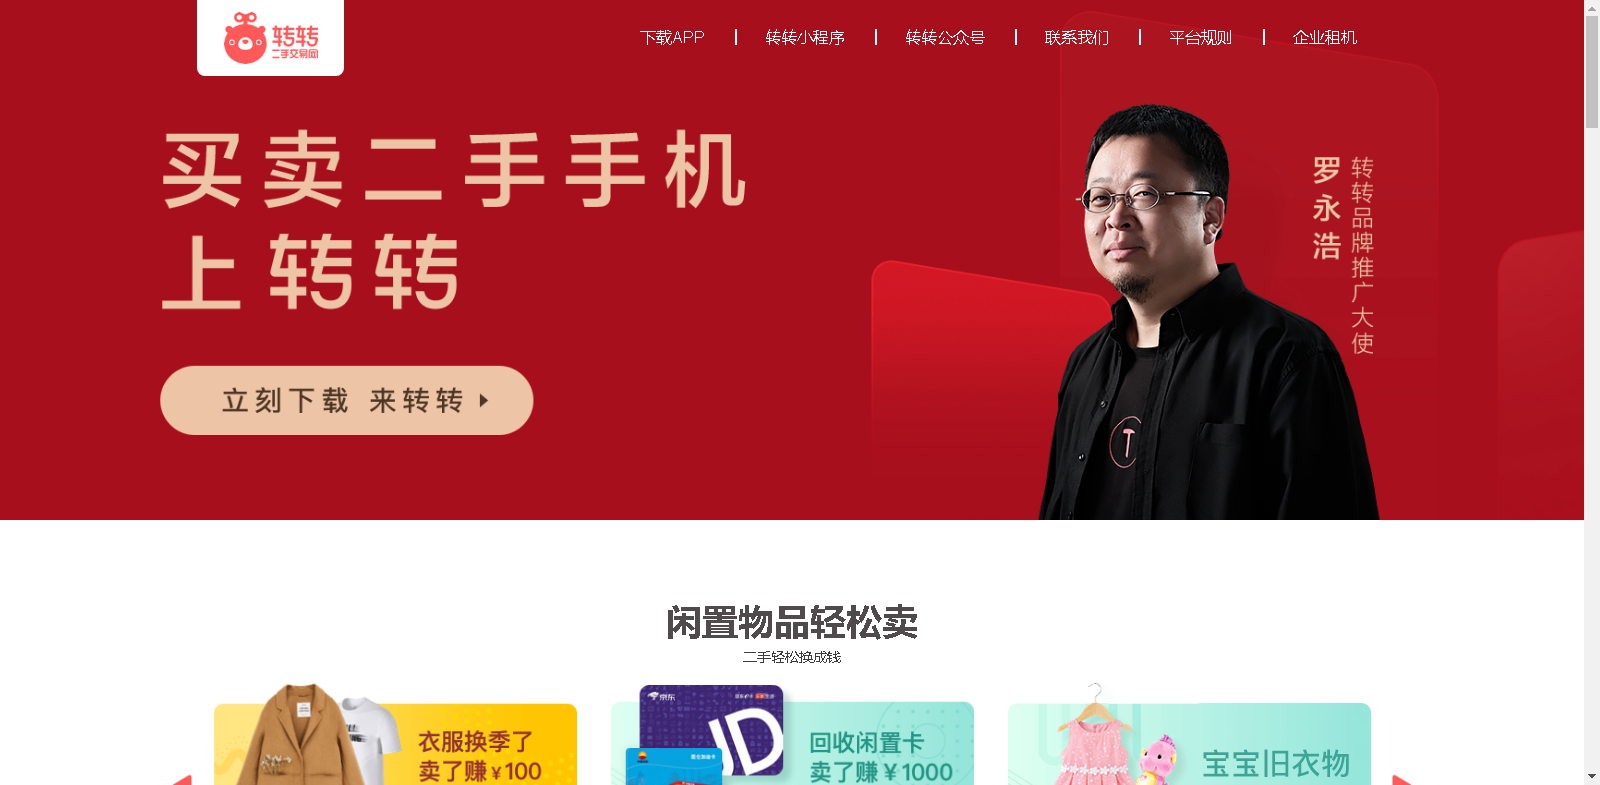 转转
二手交易网
下载APP
转转小程序
转转公众号
联系我们
平台规则
企业租机
买卖二手手机
上转转
立刻下载 来转转
罗永浩
转转品牌推广大使
闲置物品轻松卖
二手轻松换成钱
衣服换季了
卖了赚¥100
京东
JD
回收闲置卡
卖了赚¥1000
宝宝旧衣物